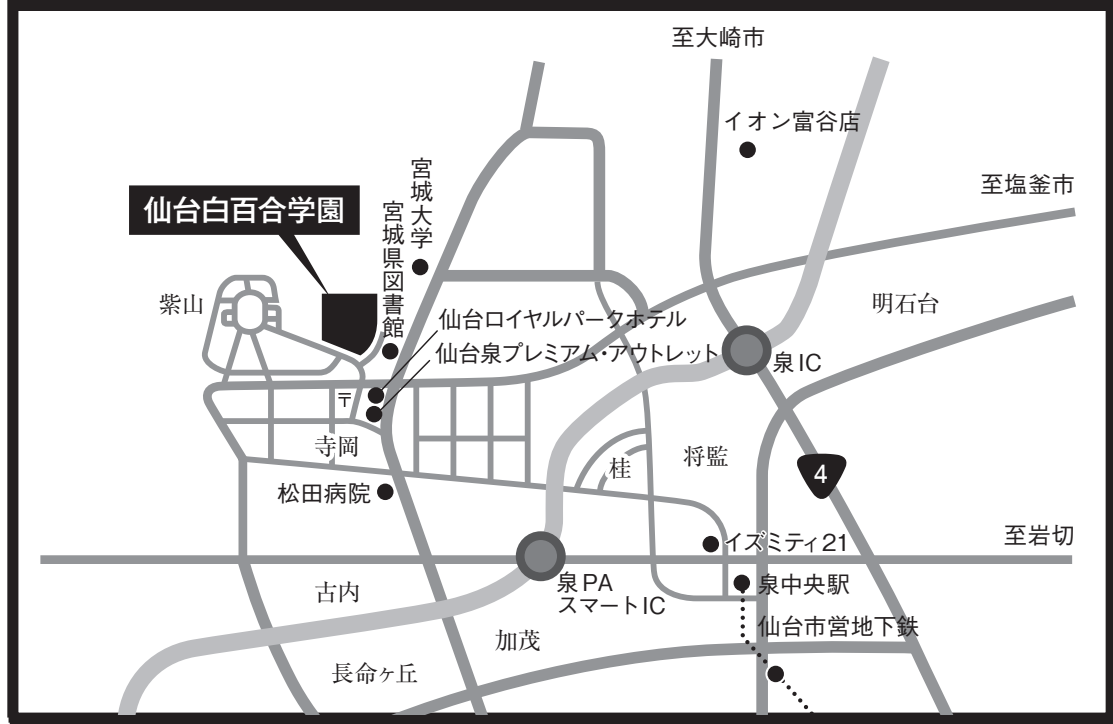 至大崎市
イオン富谷店
至塩釜市
宮城大学
仙台白百合学園
宮城県図書館
紫山
明石台
仙台ロイヤルパークホテル
仙台泉プレミアム・アウトレット
泉IC
〒
寺岡
桂
将監
4
松田病院
至岩切
イズミティ21
古内
泉PA
スマートIC
泉中央駅
加茂
仙台市営地下鉄
長命ヶ丘